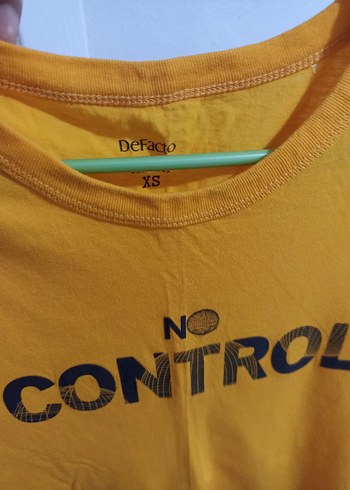 DeFacto
XS
NO
CONTROL